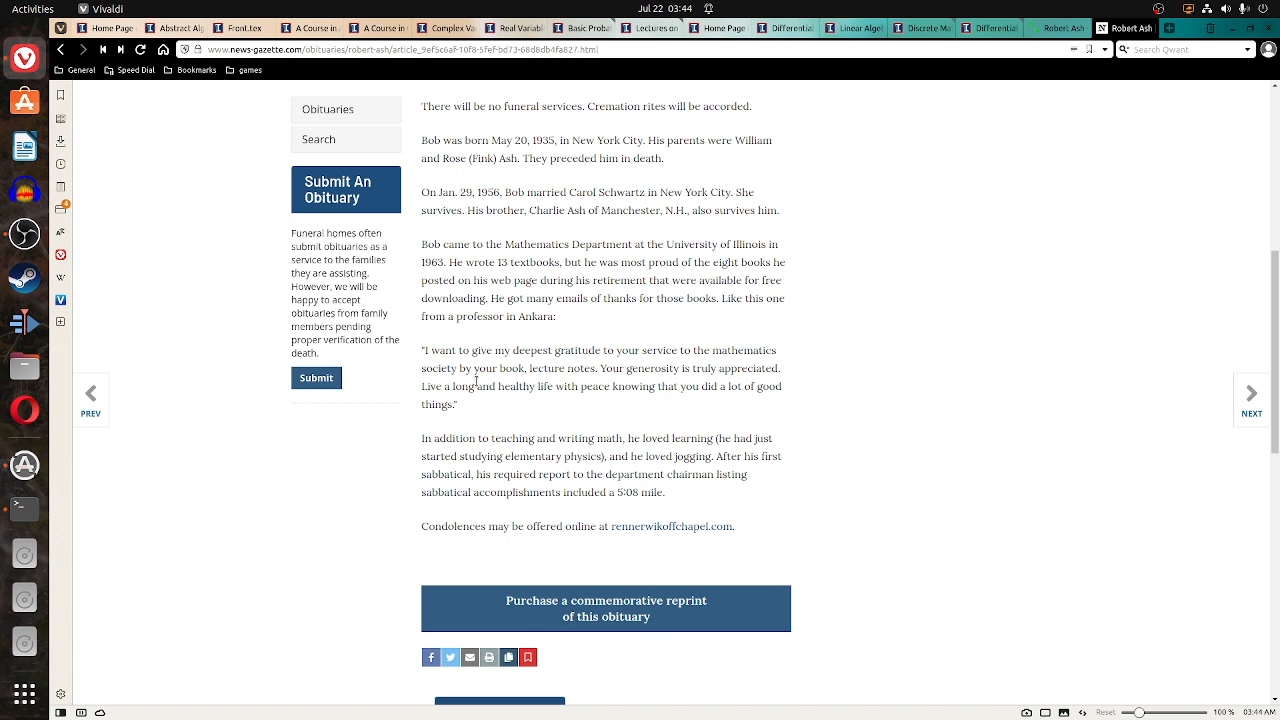 Activities
Vivaldi
Jul 2 03:44
Home Page
Abstract Alg
Front.tex
A Course in
A Course in
Complex Va
Real Variabl
Basic Probal
Lectures on
Home Page
Differential
Linear Algel
Discrete Ma
Differential
Robert Ash
Robert Ash
www.news-gazette.com/obituaries/robert-ash/article_9ef5c6af-10f8-5fef-bd73-68d8db4fa827.html
Search Qwant
General
Speed Dial
Bookmarks
games
Obituaries
Search
Submit An
Obituary
Funeral homes often
submit obituaries as a
service to the families
they are assisting.
However, we will be
happy to accept
obituaries from family
members pending
proper verification of the
death.
Submit
PREV
There will be no funeral services. Cremation rites will be accorded.
Bob was born May 20, 1935, in New York City. His parents were William
and Rose (Fink) Ash. They preceded him in death.
On Jan. 29, 1956, Bob married Carol Schwartz in New York City. She
survives. His brother, Charlie Ash of Manchester, N.H., also survives him.
Bob came to the Mathematics Department at the University of Illinois in
1963. He wrote 13 textbooks, but he was most proud of the eight books he
posted on his web page during his retirement that were available for free
downloading. He got many emails of thanks for those books. Like this one
from a professor in Ankara:
"I want to give my deepest gratitude to your service to the mathematics
society by your book, lecture notes. Your generosity is truly appreciated.
Live a long and healthy life with peace knowing that you did a lot of good
things."
In addition to teaching and writing math, he loved learning (he had just
started studying elementary physics), and he loved jogging. After his first
sabbatical, his required report to the department chairman listing
sabbatical accomplishments included a 5:08 mile.
Condolences may be offered online at rennerwikoffchapel.com.
Purchase a commemorative reprint
of this obituary
NEXT
Reset
100 %
03:44 AM